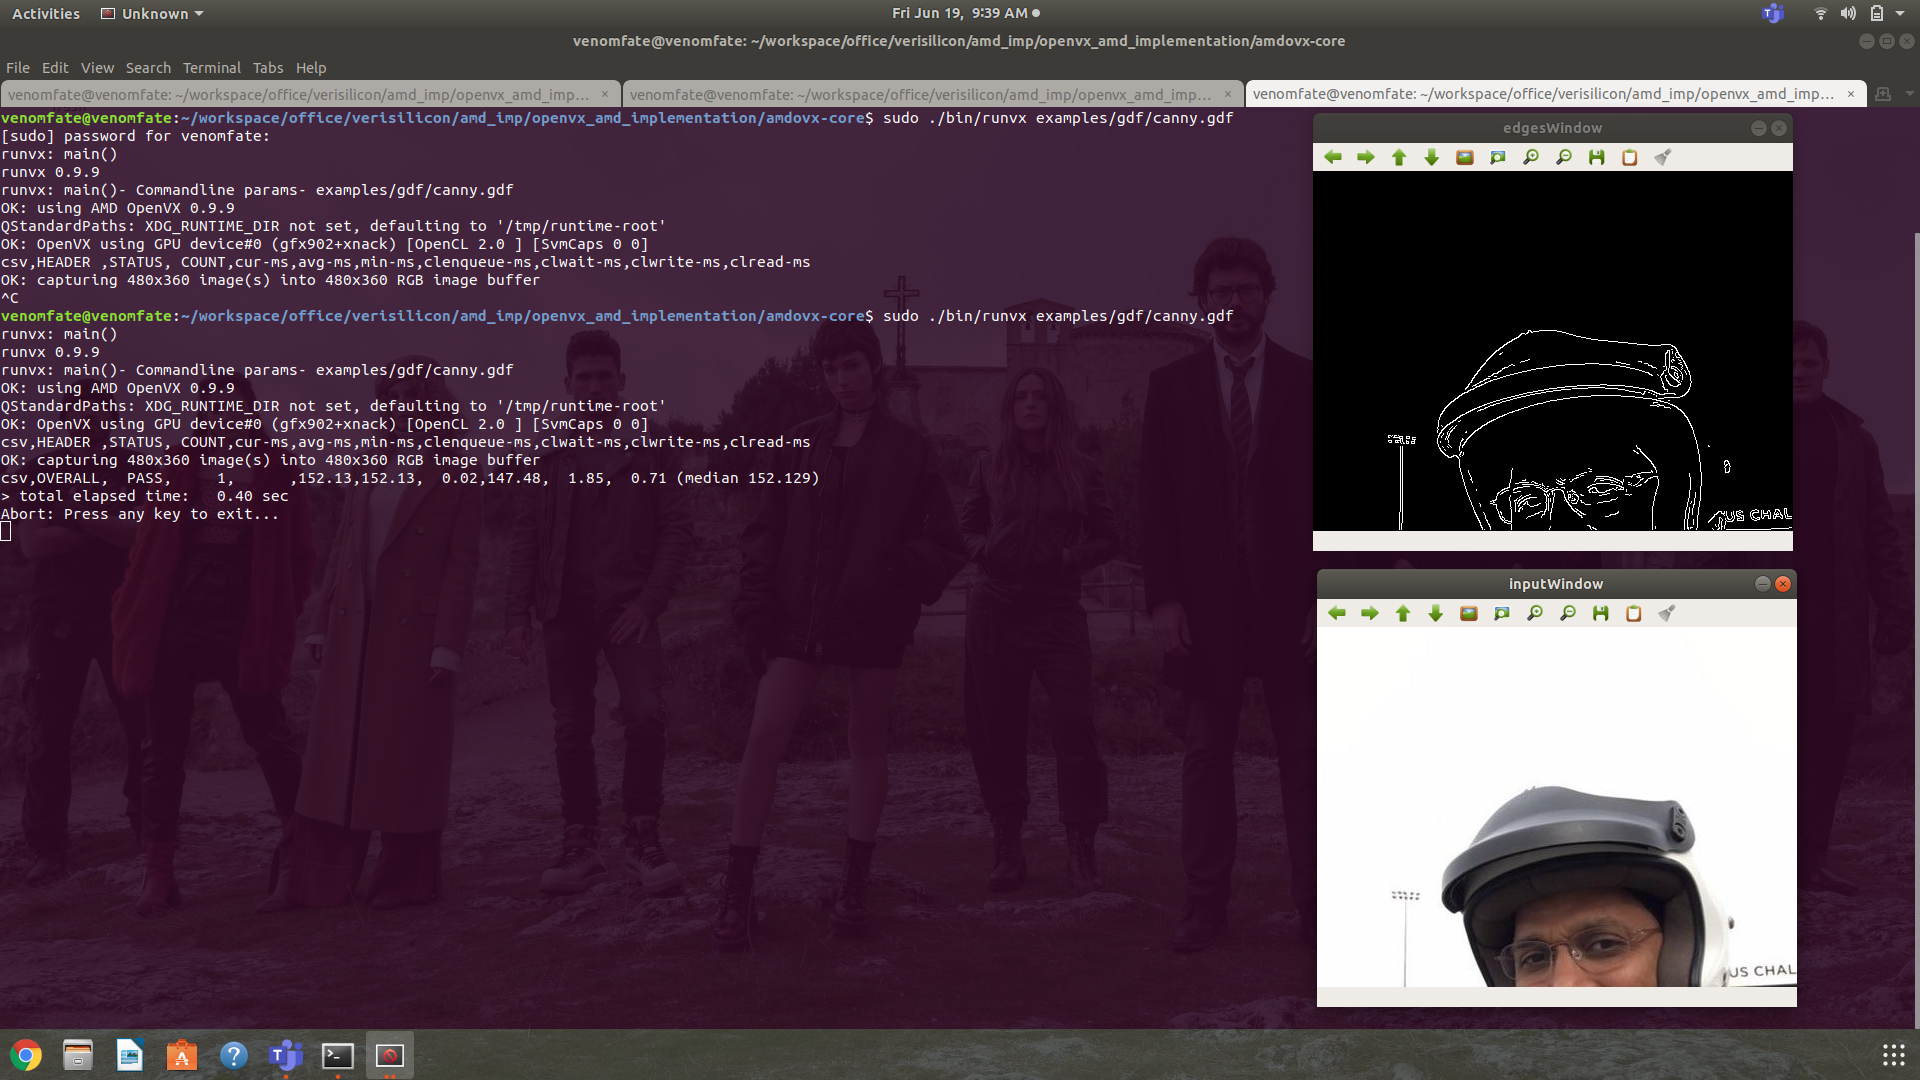 Activities
Unknown
Fri Jun 19, 9:39 AM
venomfate@venomfate: ~/workspace/office/verisilicon/amd_imp/openvx_amd_implementation/amdovx-core
File Edit View Search Terminal Tabs Help
venomfate@venomfate: ~/workspace/office/verisilicon/amd_imp/openvx_amd_imp...
venomfate@venomfate: ~/workspace/office/verisilicon/amd_imp/openvx_amd_imp...
venomfate@venomfate: ~/workspace/office/verisilicon/amd_imp/openvx_amd_imp...
venomfate@venomfate:~/workspace/office/verisilicon/amd_imp/openvx_amd_implementation/amdovx-core$ sudo ./bin/runvx examples/gdf/canny.gdf
[sudo] password for venomfate:
runvx: main()
runvx 0.9.9
runvx: main()- Commandline params- examples/gdf/canny.gdf
OK: using AMD OpenVX 0.9.9
QStandardPaths: XDG_RUNTIME_DIR not set, defaulting to '/tmp/runtime-root'
OK: OpenVX using GPU device#0 (gfx902+xnack) [OpenCL 2.0 ] [SvmCaps 0 0]
csv,HEADER ,STATUS, COUNT,cur-ms,avg-ms,min-ms,clenqueue-ms,clwait-ms,clwrite-ms,clread-ms
OK: capturing 480x360 image(s) into 480x360 RGB image buffer
^C
venomfate@venomfate:~/workspace/office/verisilicon/amd_imp/openvx_amd_implementation/amdovx-core$ sudo ./bin/runvx examples/gdf/canny.gdf
runvx: main()
runvx 0.9.9
runvx: main()- Commandline params- examples/gdf/canny.gdf
OK: using AMD OpenVX 0.9.9
QStandardPaths: XDG_RUNTIME_DIR not set, defaulting to '/tmp/runtime-root'
OK: OpenVX using GPU device#0 (gfx902+xnack) [OpenCL 2.0 ] [SvmCaps 0 0]
csv,HEADER ,STATUS, COUNT,cur-ms,avg-ms,min-ms,clenqueue-ms,clwait-ms,clwrite-ms,clread-ms
OK: capturing 480x360 image(s) into 480x360 RGB image buffer
csv,OVERALL,  PASS,     1,      ,152.13,152.13,  0.02,147.48,  1.85,  0.71 (median 152.129)
> total elapsed time:   0.40 sec
Abort: Press any key to exit...
edgesWindow
US CHAL
inputWindow
US CHAL